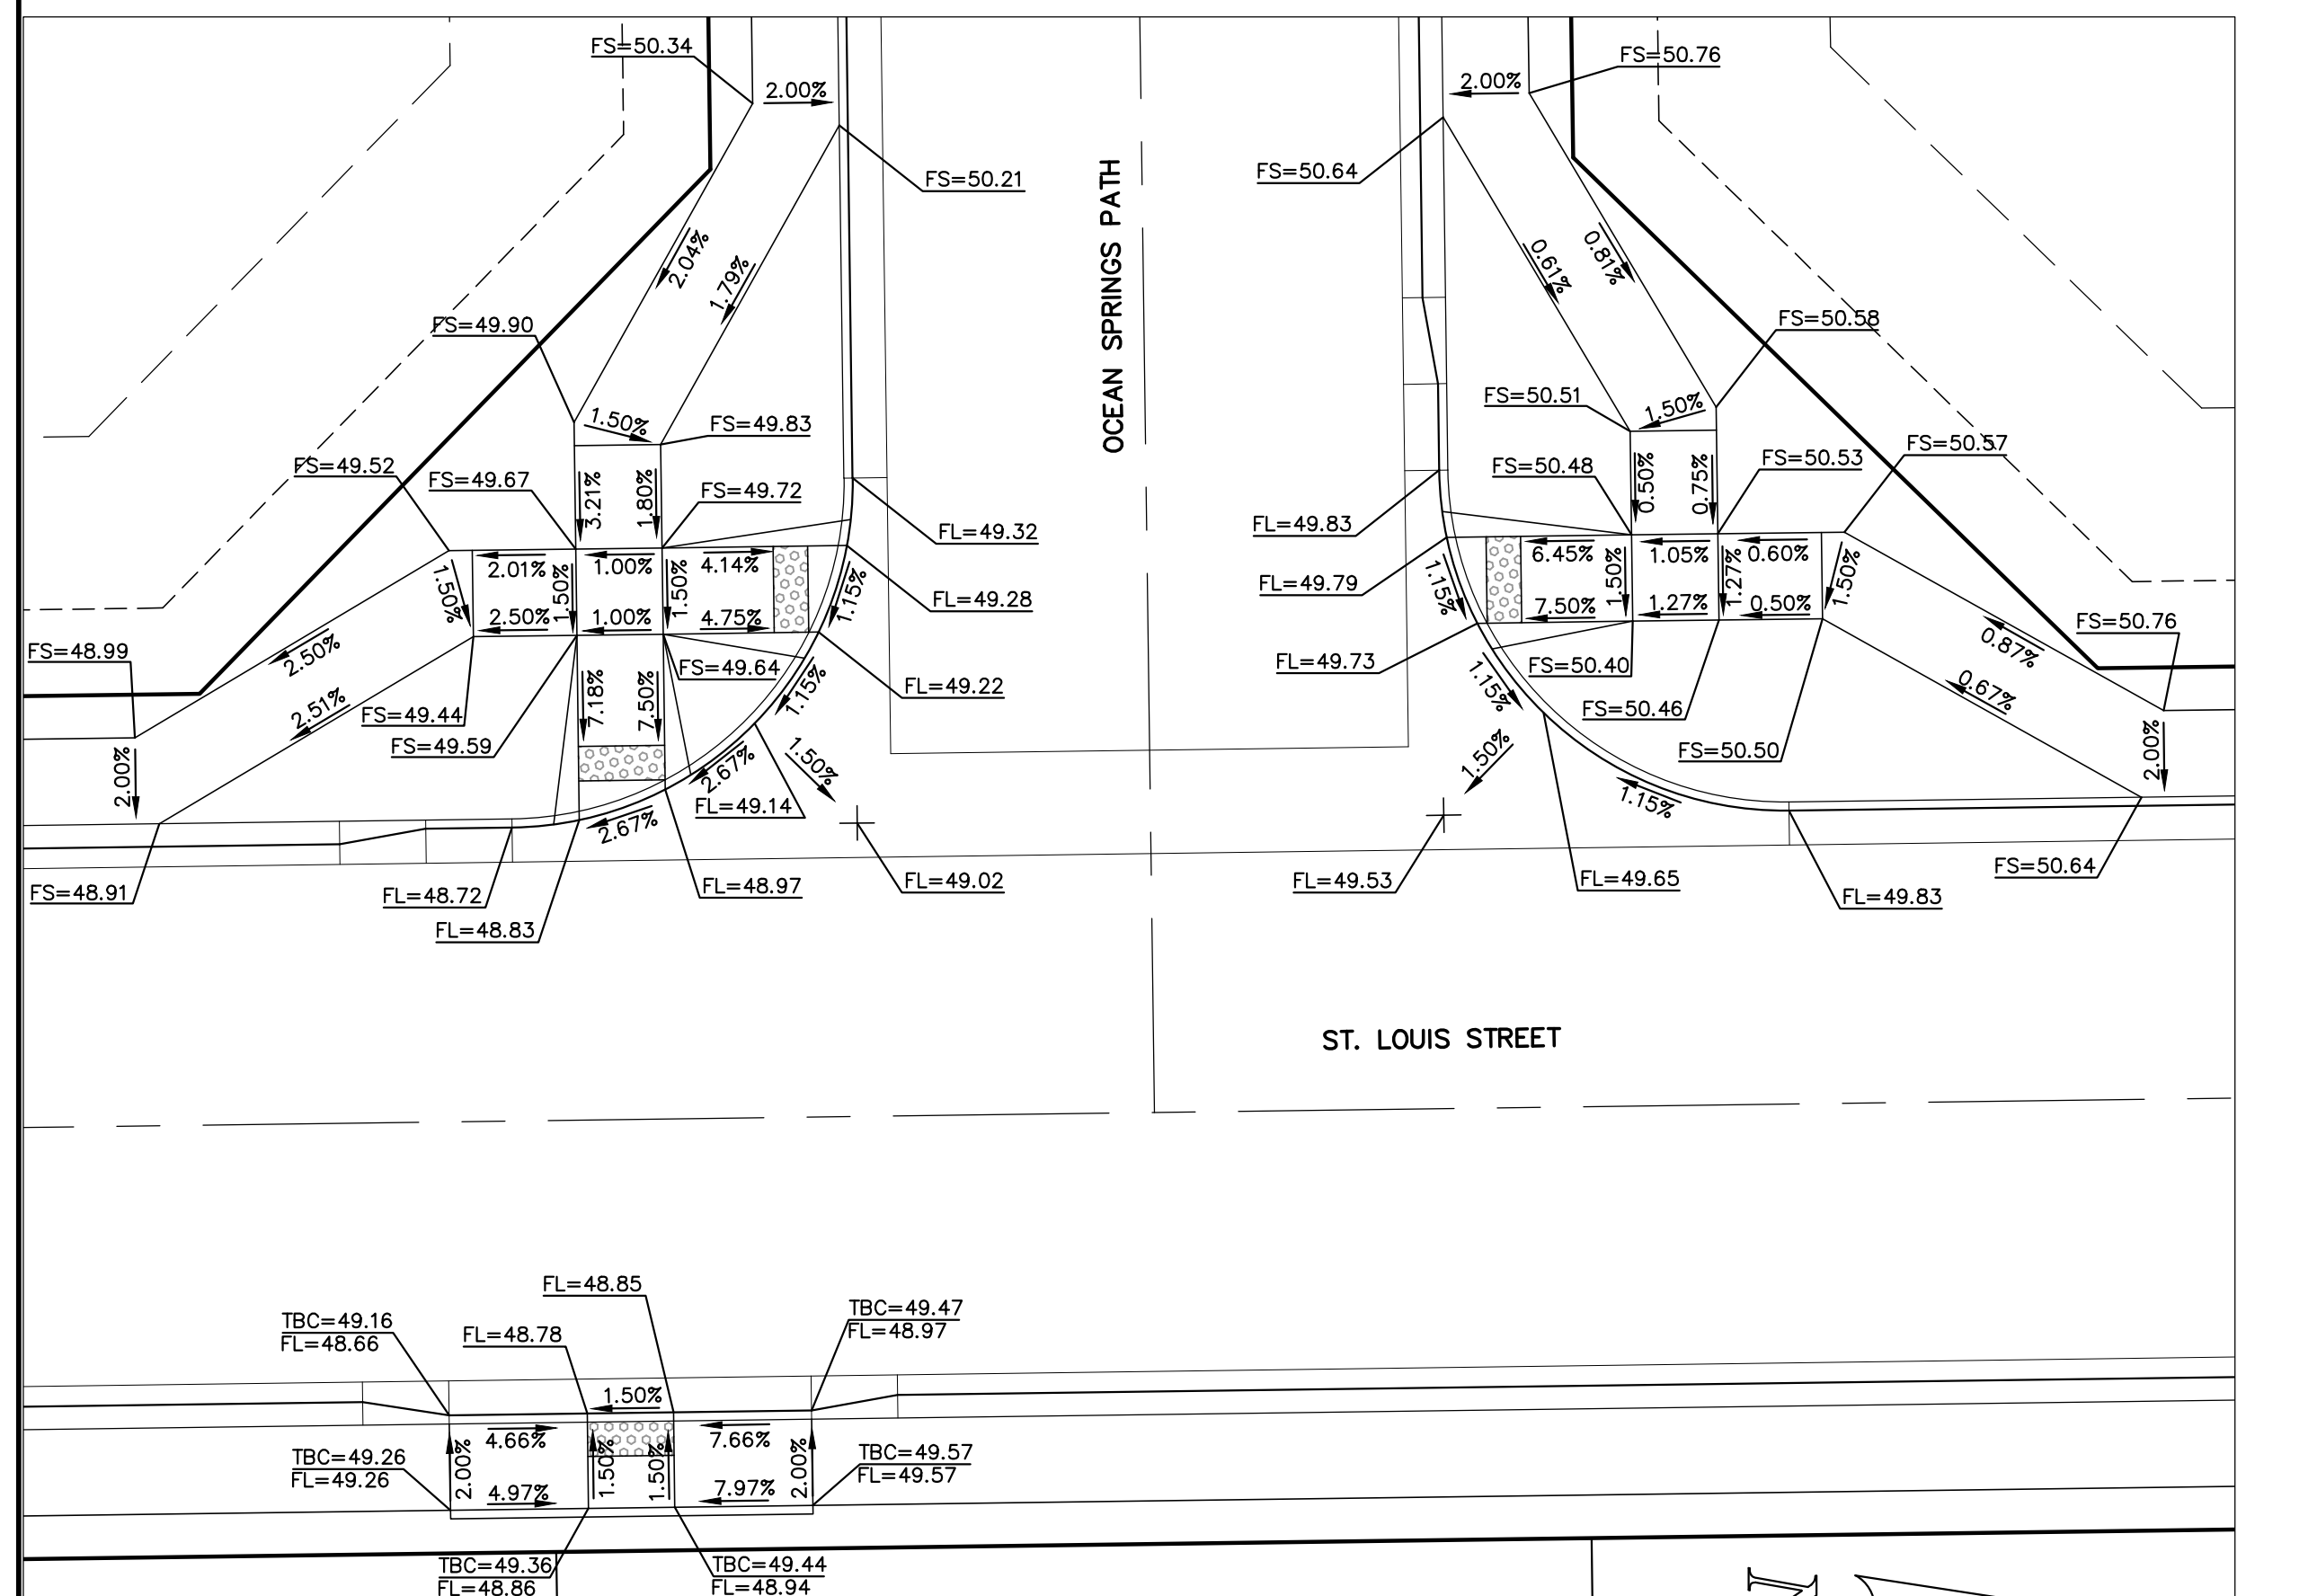 FS=50.34
2.00%
FS=50.76
2.00%
FS=50.21
FS=50.64
OCEAN SPRINGS PATH
2.04%
1.79%
0.61%
0.81%
FS=49.90
FS=50.58
1.50%
FS=49.83
FS=50.51
1.50%
FS=49.52
FS=49.67
3.21%
1.80%
FS=49.72
FS=50.48
0.50%
0.75%
FS=50.53
FS=50.57
FL=49.32
FL=49.83
1.50%
2.01%
1.50%
1.00%
1.50%
4.14%
1.15%
FL=49.28
FL=49.79
1.15%
6.45%
1.50%
1.05%
1.27%
0.60%
1.50%
2.50%
1.00%
4.75%
7.50%
1.27%
0.50%
FS=48.99
2.50%
FS=49.64
FL=49.22
FL=49.73
1.15%
FS=50.40
0.87%
FS=50.76
2.51%
FS=49.44
7.18%
7.50%
1.15%
FS=50.46
0.67%
FS=49.59
2.00%
2.67%
1.50%
1.50%
FS=50.50
2.00%
FL=49.14
2.67%
1.15%
FS=48.91
FL=48.72
FL=48.97
FL=49.02
FL=49.53
FL=49.65
FS=50.64
FL=49.83
FL=48.83
ST. LOUIS STREET
FL=48.85
TBC=49.16
FL=48.66
FL=48.78
TBC=49.47
FL=48.97
1.50%
4.66%
7.66%
TBC=49.26
FL=49.26
2.00%
4.97%
1.50%
1.50%
7.97%
2.00%
TBC=49.57
FL=49.57
TBC=49.36
FL=48.86
TBC=49.44
FL=48.94